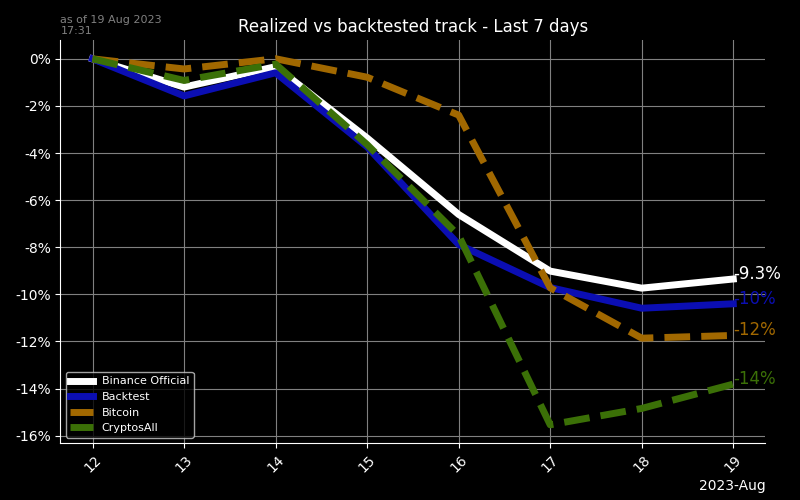 as of 19 Aug 2023
17:31
Realized vs backtested track - Last 7 days
0%
-2%
-4%
-6%
-8%
-10%
-12%
-14%
-16%
-9.3%
-10%
-12%
-14%
Binance Official
Backtest
Bitcoin
CryptosAll
12 13 14 15 16 17 18 19
2023-Aug